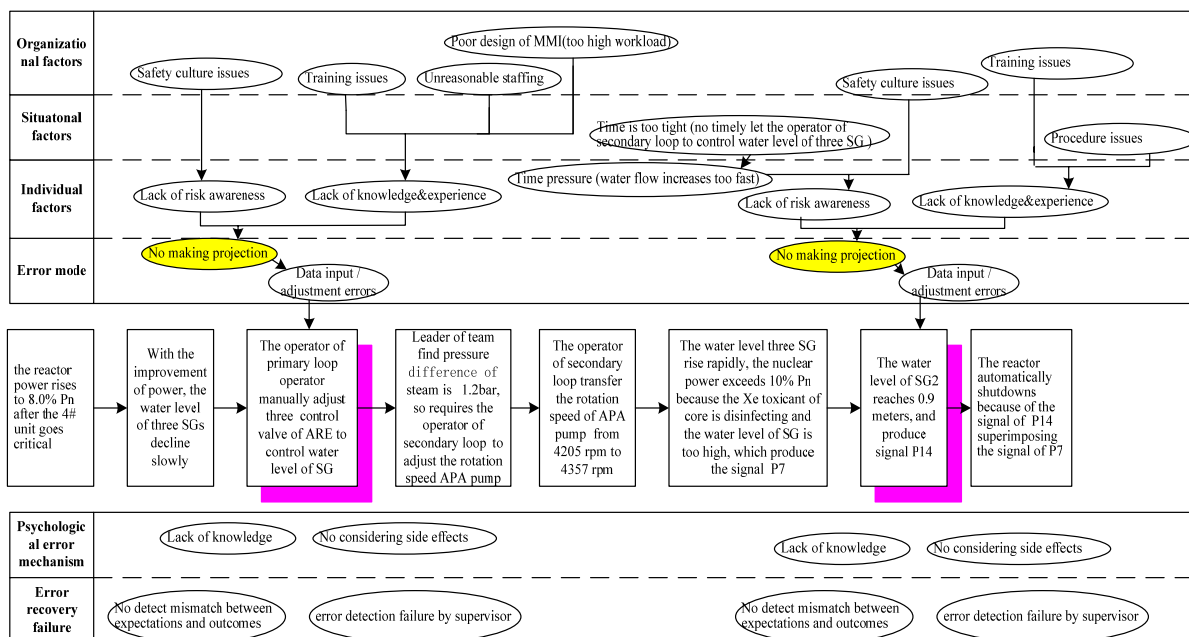 Organizatio
nal factors
Poor design of MMI(too high workload)
Safety culture issues
Training issues
Unreasonable staffing
Safety culture issues
Training issues
Situatonal
factors
Time is too tight (no timely let the operator of
secondary loop to control water level of three SG )
Procedure issues
Individual
factors
Time pressure (water flow increases too fast)
Lack of risk awareness
Lack of knowledge&experience
Lack of risk awareness
Lack of knowledge&experience
Error mode
No making projection
Data input /
adjustment errors
No making projection
Data input /
adjustment errors
the reactor
power rises
to 8.0% Pn
after the 4#
unit goes
critical
With the
improvement
of power, the
water level
of three SGs
decline
slowly
The operator of
primary loop
operator
manually adjust
three control
valve of ARE to
control water
level of SG
Leader of team
find pressure
difference of
steam is 1.2bar,
so requires the
operator of
secondary loop to
adjust the rotation
speed APA pump
The operator
of secondary
loop transfer
the rotation
speed of APA
pump from
4205 rpm to
4357 rpm
The water level three SG
rise rapidly, the nuclear
power exceeds 10% Pn
because the Xe toxicant of
core is disinfecting and
the water level of SG is
too high, which produce
the signal P7
The water
level of SG2
reaches 0.9
meters, and
produce
signal P14
The reactor
automatically
shutdowns
because of the
signal of P14
superimposing
the signal of P7
Psychologic
al error
mechanism
Lack of knowledge
No considering side effects
Lack of knowledge
No considering side effects
Error
recovery
failure
No detect mismatch between
expectations and outcomes
error detection failure by supervisor
No detect mismatch between
expectations and outcomes
error detection failure by supervisor